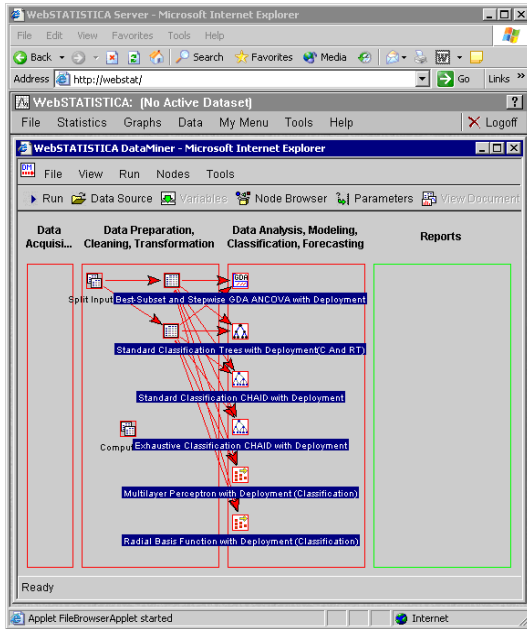 WebSTATISTICA Server - Microsoft Internet Explorer
File Edit View Favorites Tools Help
Back Search Favorites Media
Address http://webstat/ Go Links »
WebSTATISTICA: (No Active Dataset) ?
File Statistics Graphs Data My Menu Tools Help Logoff
WebSTATISTICA DataMiner - Microsoft Internet Explorer
DM File View Run Nodes Tools
Run Data Source Variables Node Browser Parameters View Document
Data Acquisi...
Data Preparation, Cleaning, Transformation
Data Analysis, Modeling, Classification, Forecasting
Reports
GDA
Split Input
Best-Subset and Stepwise GDA ANCOVA with Deployment
Standard Classification Trees with Deployment(C And RT)
Standard Classification CHAID with Deployment
Comput
Exhaustive Classification CHAID with Deployment
Multilayer Perceptron with Deployment (Classification)
Radial Basis Function with Deployment (Classification)
Ready
Applet FileBrowserApplet started Internet